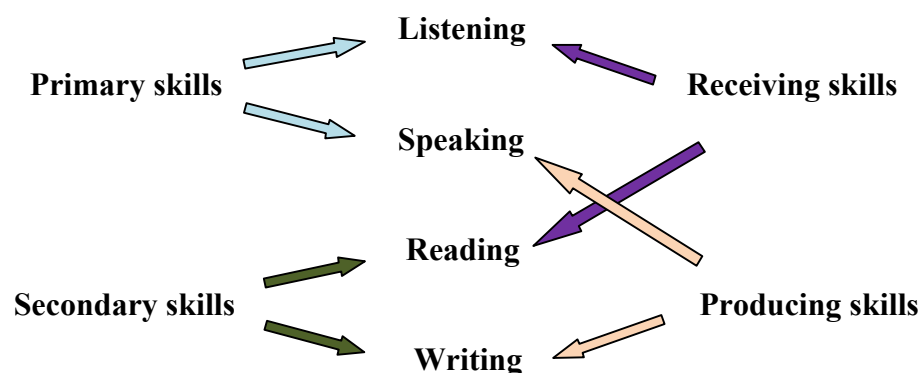 Listening
Primary skills
Receiving skills
Speaking
Reading
Secondary skills
Producing skills
Writing